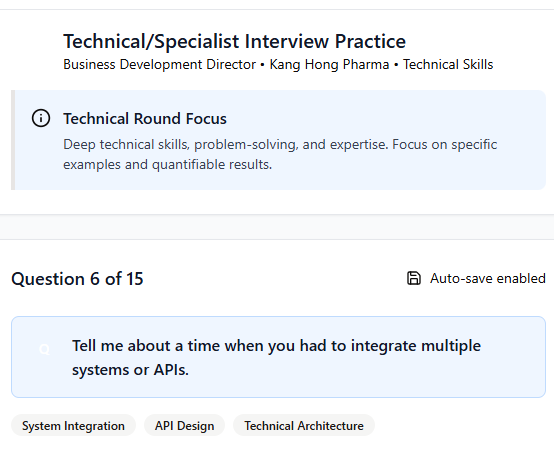 Technical/Specialist Interview Practice
Business Development Director • Kang Hong Pharma • Technical Skills
Technical Round Focus
Deep technical skills, problem-solving, and expertise. Focus on specific
examples and quantifiable results.
Question 6 of 15
Auto-save enabled
Tell me about a time when you had to integrate multiple
systems or APIs.
System Integration
API Design
Technical Architecture